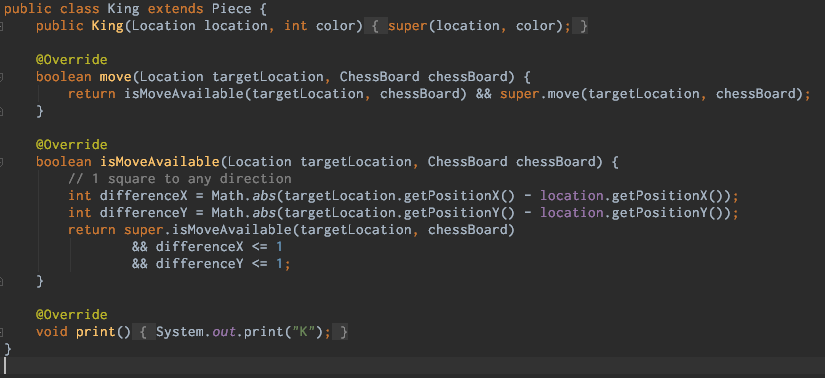 public class King extends Piece {
    public King(Location location, int color) { super(location, color); }
    @Override
    boolean move(Location targetLocation, ChessBoard chessBoard) {
        return isMoveAvailable(targetLocation, chessBoard) && super.move(targetLocation, chessBoard);
    }
    @Override
    boolean isMoveAvailable(Location targetLocation, ChessBoard chessBoard) {
        // 1 square to any direction
        int differenceX = Math.abs(targetLocation.getPositionX() - location.getPositionX());
        int differenceY = Math.abs(targetLocation.getPositionY() - location.getPositionY());
        return super.isMoveAvailable(targetLocation, chessBoard)
                && differenceX <= 1
                && differenceY <= 1;
    }
    @Override
    void print() { System.out.print("K"); }
}